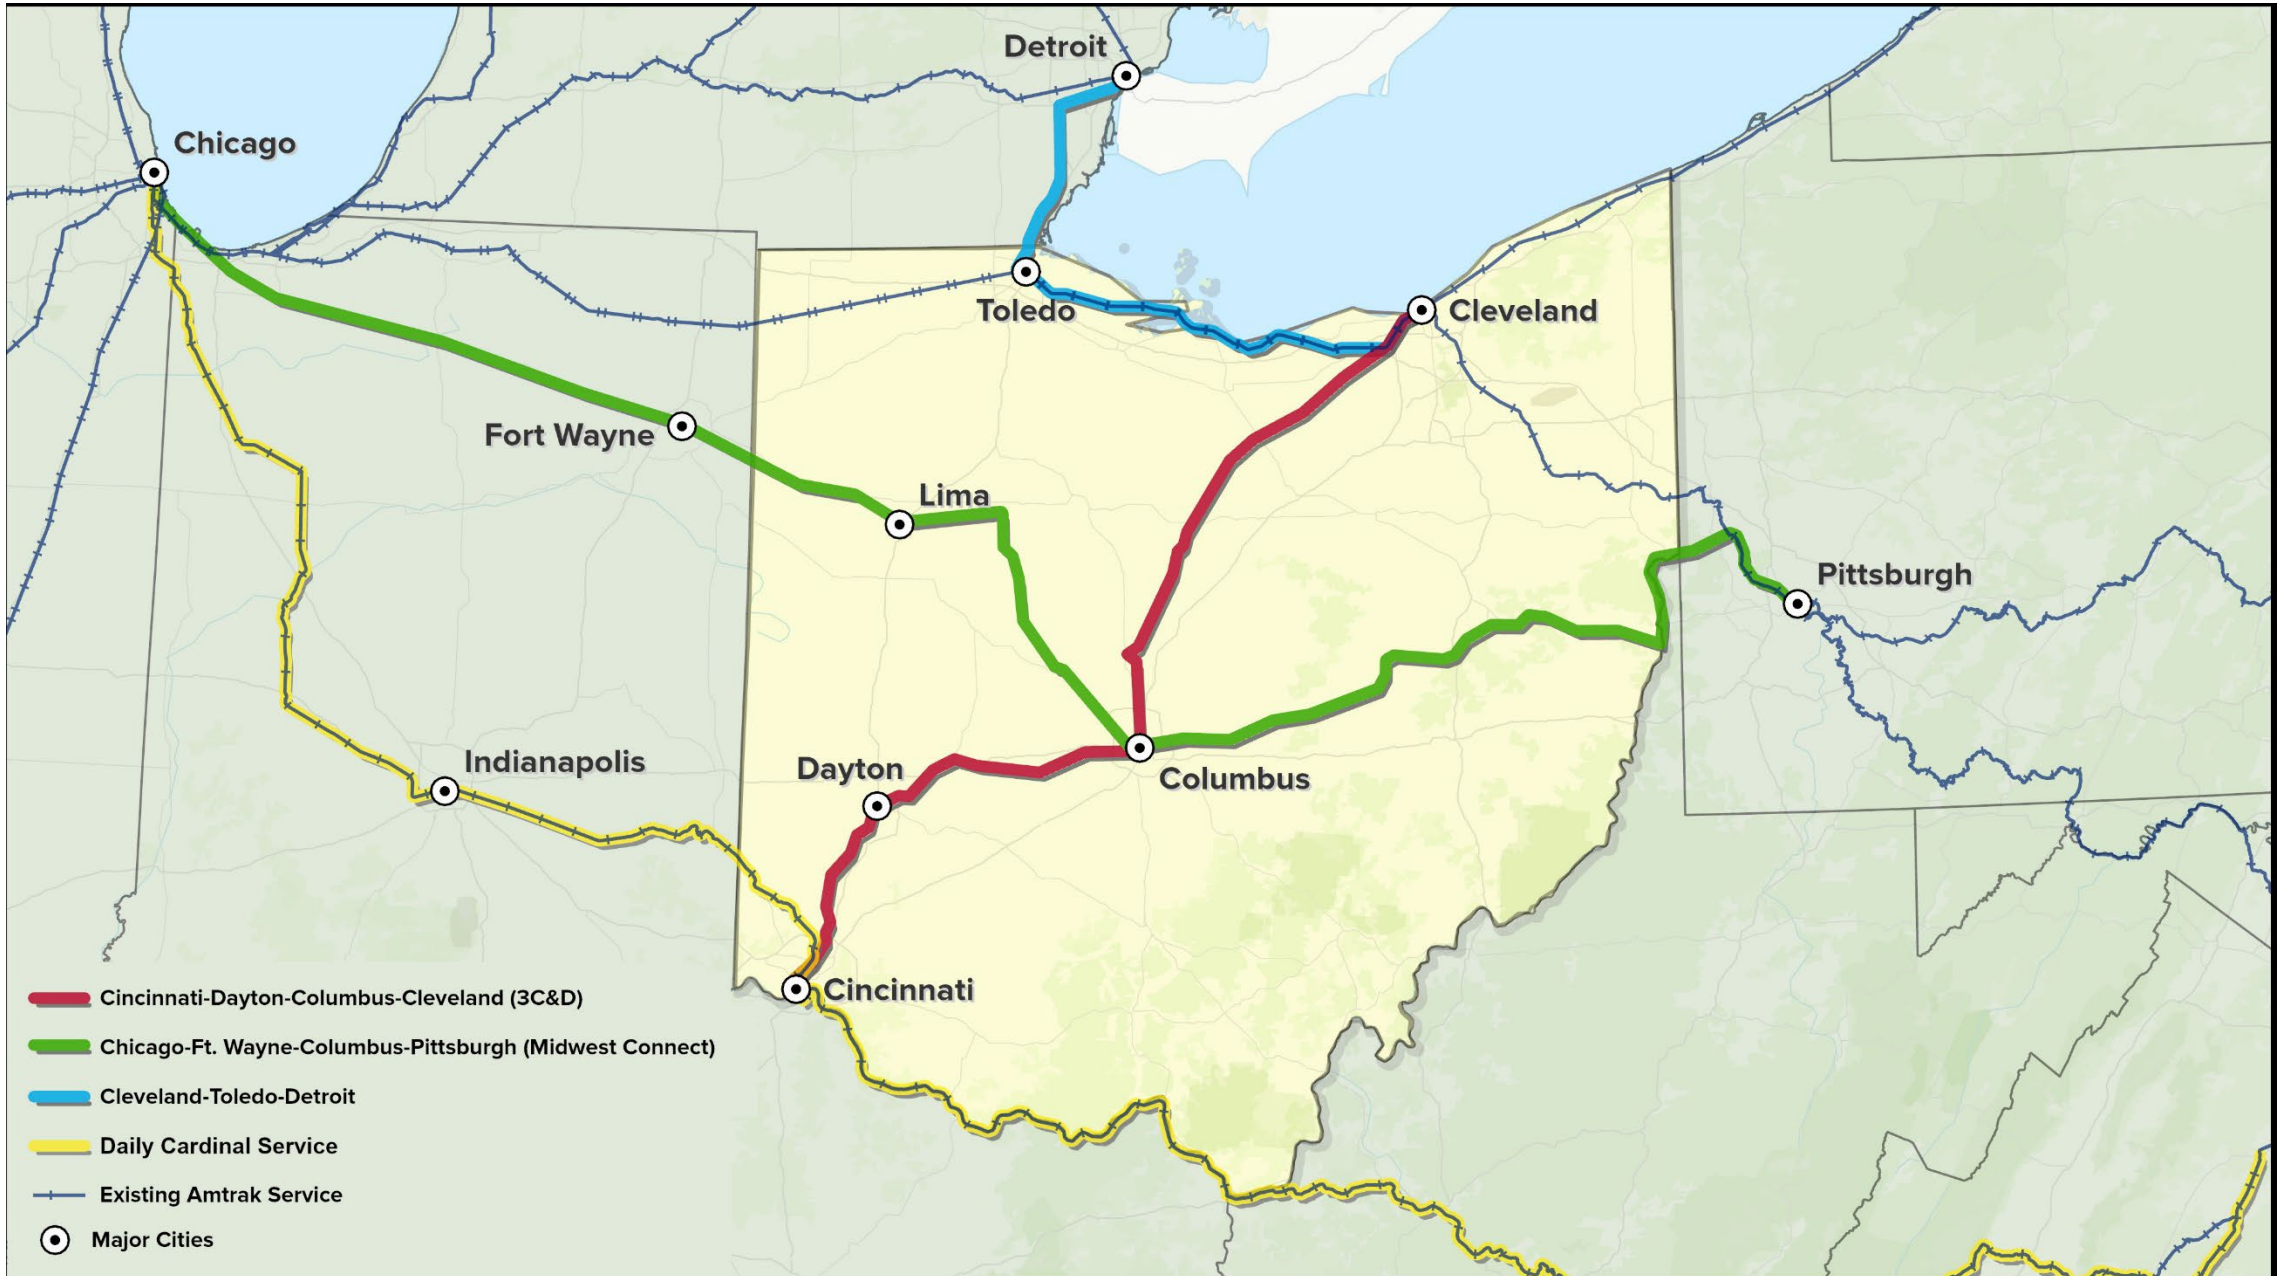 Detroit
Chicago
Toledo
Cleveland
Fort Wayne
Lima
Pittsburgh
Indianapolis
Dayton
Columbus
Cincinnati
Cincinnati-Dayton-Columbus-Cleveland (3C&D)
Chicago-Ft. Wayne-Columbus-Pittsburgh (Midwest Connect)
Cleveland-Toledo-Detroit
Daily Cardinal Service
Existing Amtrak Service
Major Cities